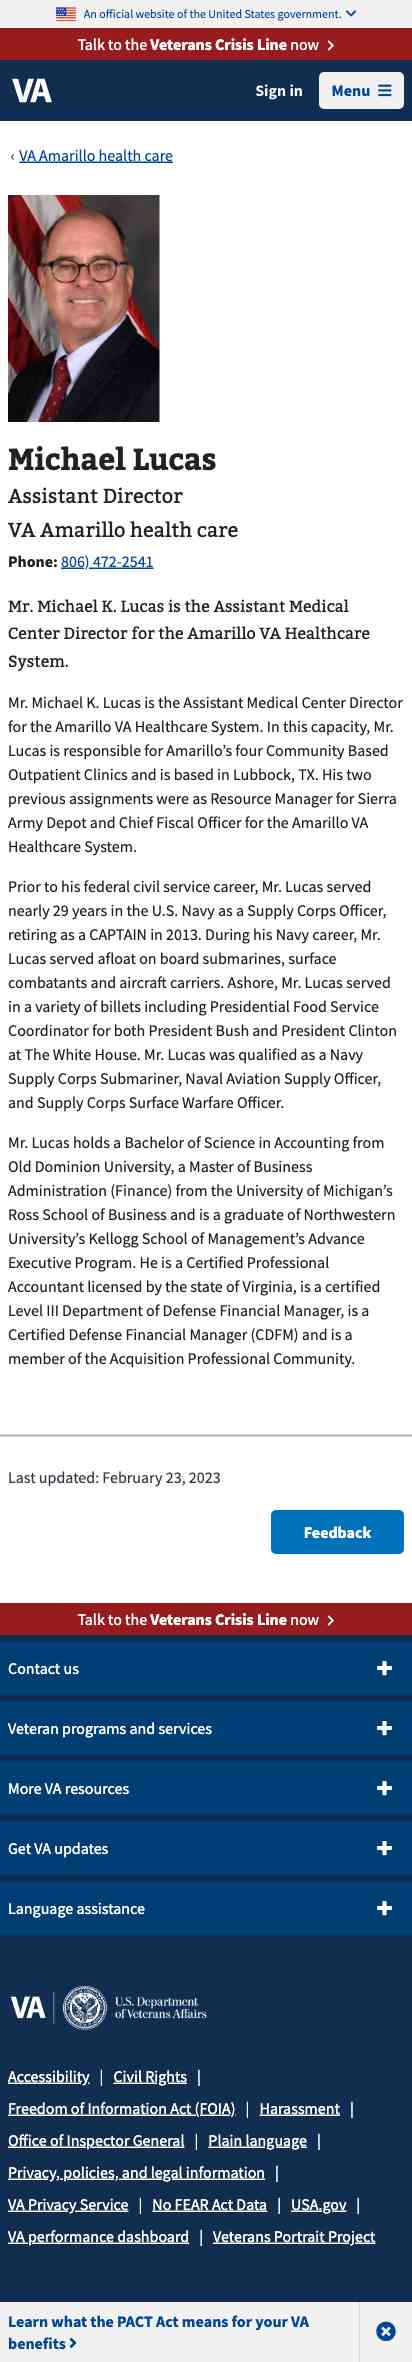 An official website of the United States government.
Talk to the Veterans Crisis Line now
VA
Sign in
Menu
‹ VA Amarillo health care
Michael Lucas
Assistant Director
VA Amarillo health care
Phone: 806) 472-2541
Mr. Michael K. Lucas is the Assistant Medical
Center Director for the Amarillo VA Healthcare
System.
Mr. Michael K. Lucas is the Assistant Medical Center Director
for the Amarillo VA Healthcare System. In this capacity, Mr.
Lucas is responsible for Amarillo’s four Community Based
Outpatient Clinics and is based in Lubbock, TX. His two
previous assignments were as Resource Manager for Sierra
Army Depot and Chief Fiscal Officer for the Amarillo VA
Healthcare System.
Prior to his federal civil service career, Mr. Lucas served
nearly 29 years in the U.S. Navy as a Supply Corps Officer,
retiring as a CAPTAIN in 2013. During his Navy career, Mr.
Lucas served afloat on board submarines, surface
combatants and aircraft carriers. Ashore, Mr. Lucas served
in a variety of billets including Presidential Food Service
Coordinator for both President Bush and President Clinton
at The White House. Mr. Lucas was qualified as a Navy
Supply Corps Submariner, Naval Aviation Supply Officer,
and Supply Corps Surface Warfare Officer.
Mr. Lucas holds a Bachelor of Science in Accounting from
Old Dominion University, a Master of Business
Administration (Finance) from the University of Michigan’s
Ross School of Business and is a graduate of Northwestern
University’s Kellogg School of Management’s Advance
Executive Program. He is a Certified Professional
Accountant licensed by the state of Virginia, is a certified
Level III Department of Defense Financial Manager, is a
Certified Defense Financial Manager (CDFM) and is a
member of the Acquisition Professional Community.
Last updated: February 23, 2023
Feedback
Talk to the Veterans Crisis Line now
Contact us
Veteran programs and services
More VA resources
Get VA updates
Language assistance
VA | U.S. Department
of Veterans Affairs
Accessibility | Civil Rights |
Freedom of Information Act (FOIA) | Harassment |
Office of Inspector General | Plain language |
Privacy, policies, and legal information |
VA Privacy Service | No FEAR Act Data | USA.gov |
VA performance dashboard | Veterans Portrait Project
Learn what the PACT Act means for your VA
benefits